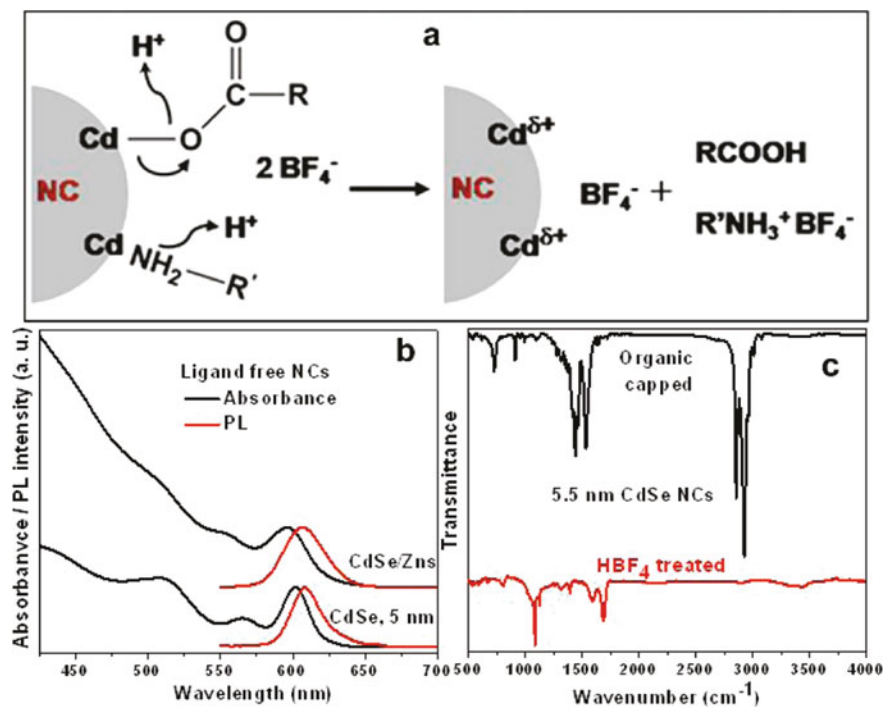 a
H⁺
O
C
R
Cd
O
2 BF₄⁻
NC
H⁺
Cd
NH₂
R'
Cdᵟ⁺
RCOOH
NC
BF₄⁻ +
R'NH₃⁺ BF₄⁻
Cdᵟ⁺
b
Ligand free NCs
Absorbance
PL
CdSe/Zns
CdSe, 5 nm
Absorbanvce / PL intensity (a. u.)
450 500 550 600 650 700
Wavelength (nm)
c
Organic
capped
5.5 nm CdSe NCs
HBF₄ treated
Transmittance
500 1000 1500 2000 2500 3000 3500 4000
Wavenumber (cm⁻¹)